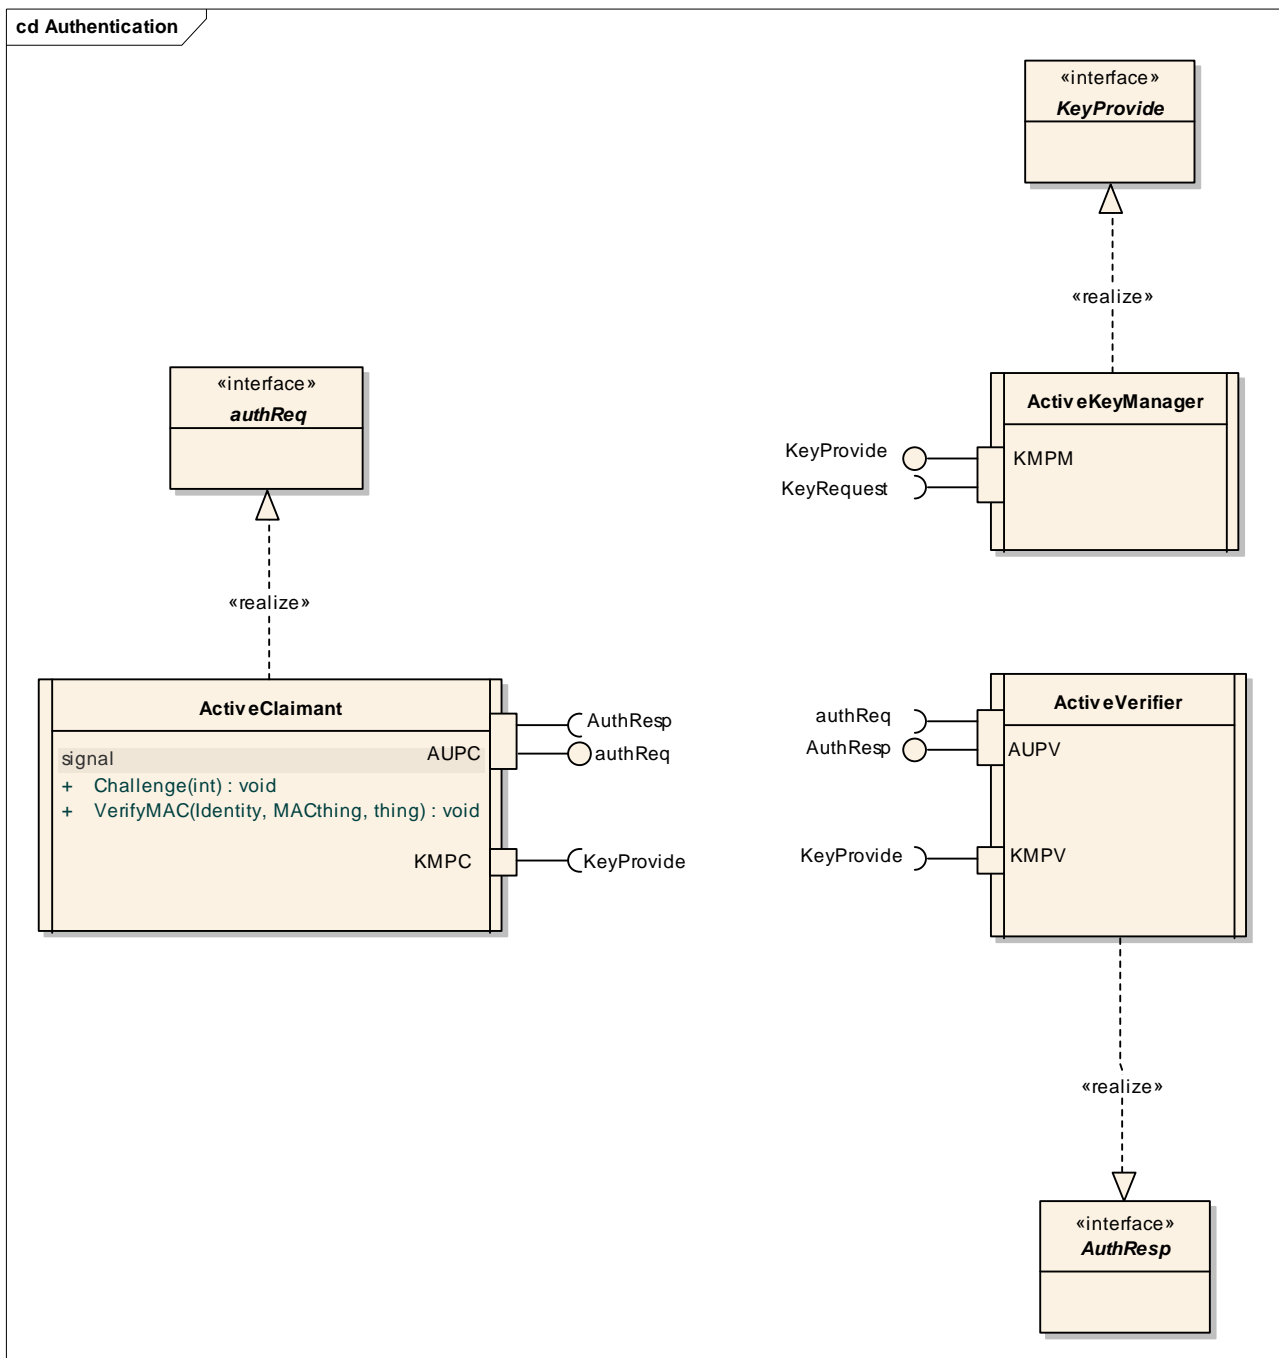 cd Authentication
«interface»
KeyProvide
«realize»
«interface»
authReq
«realize»
ActiveKeyManager
KeyProvide
KMPM
KeyRequest
ActiveClaimant
AuthResp
signal
AUPC
authReq
+ Challenge(int) : void
+ VerifyMAC(Identity, MACthing, thing) : void
KMPC
KeyProvide
ActiveVerifier
authReq
AuthResp
AUPV
KeyProvide
KMPV
«realize»
«interface»
AuthResp